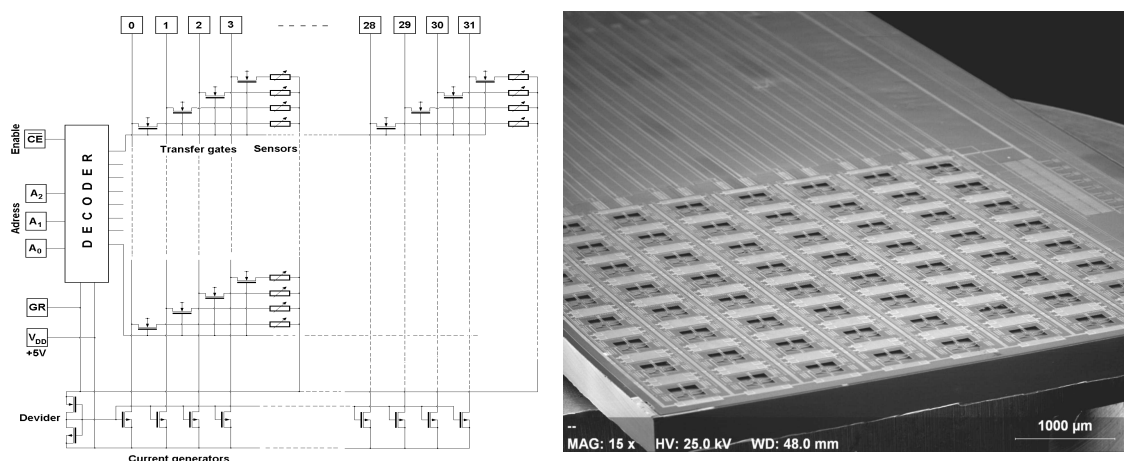 0 1 2 3 28 29 30 31
Enable
CE
Transfer gates Sensors
DECODER
Adress
A2
A1
A0
GR
VDD
+5V
Devider
Current generators
--
MAG: 15 x HV: 25.0 kV WD: 48.0 mm
1000 µm